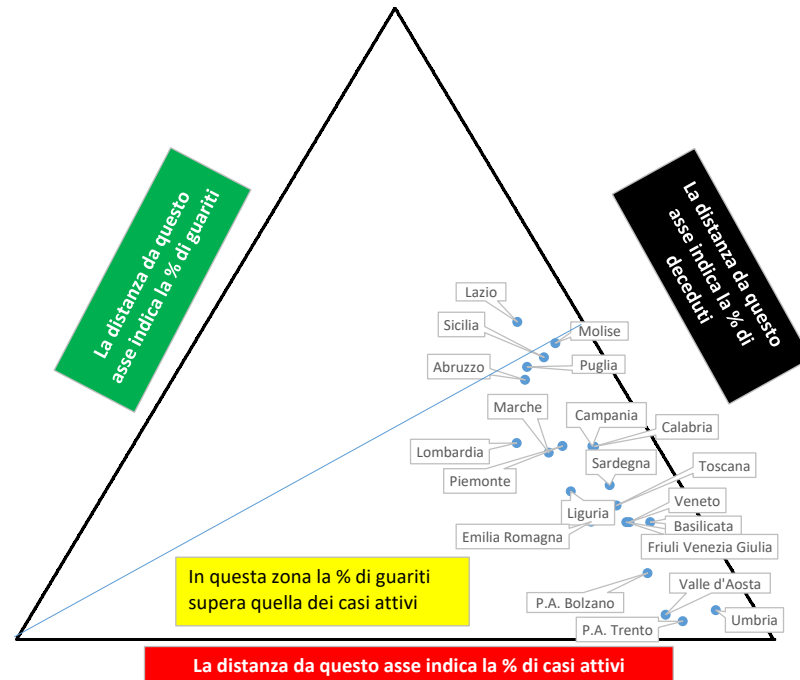 La distanza da questo
asse indica la % di guariti
La distanza da questo
asse indica la % di
deceduti
Lazio
Sicilia
Molise
Abruzzo
Puglia
Marche
Campania
Calabria
Lombardia
Sardegna
Toscana
Piemonte
Veneto
Liguria
Basilicata
Emilia Romagna
Friuli Venezia Giulia
In questa zona la % di guariti
supera quella dei casi attivi
Valle d'Aosta
P.A. Bolzano
Umbria
P.A. Trento
La distanza da questo asse indica la % di casi attivi